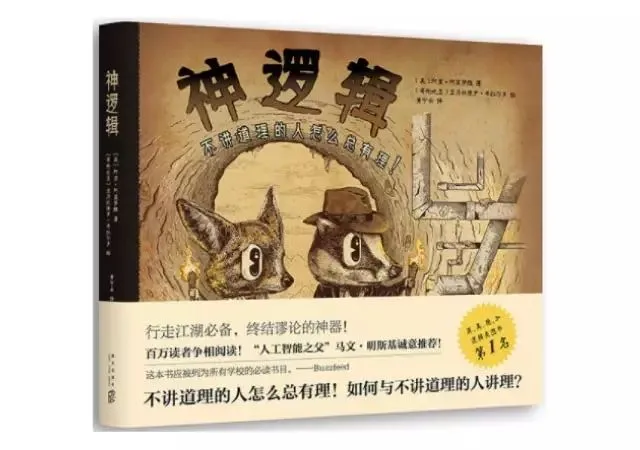 神逻辑
不讲道理的人怎么总有理！
神逻辑
行走江湖必备，终结谬论的神器！
百万读者争相阅读！“人工智能之父”马文·明斯基诚意推荐！
这本书应被列为所有学校的必读书目。——Buzzfeed
不讲道理的人怎么总有理！如何与不讲道理的人讲理？
第1名